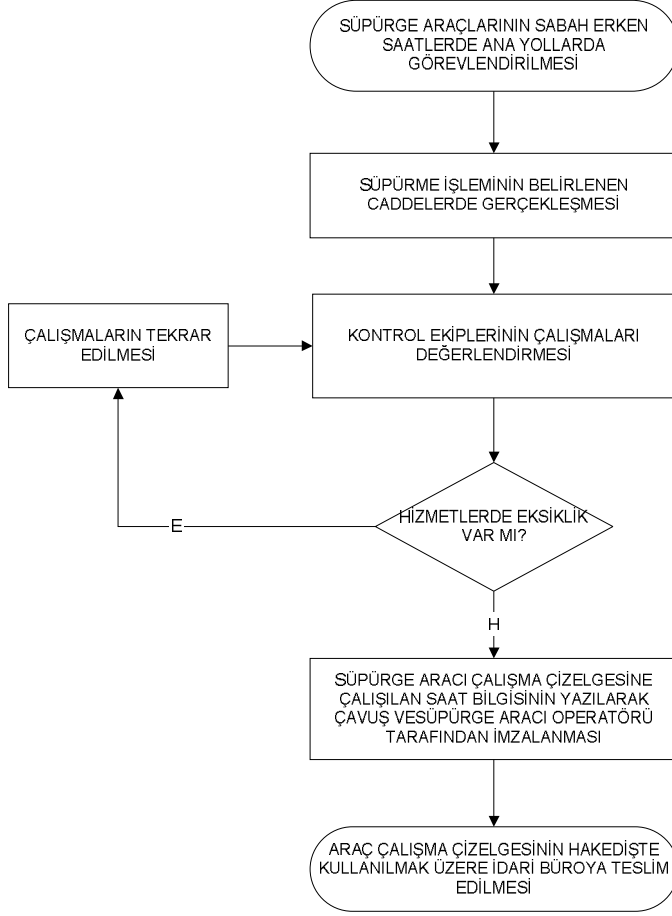 SÜPÜRGE ARAÇLARININ SABAH ERKEN
SAATLERDE ANA YOLLARDA
GÖREVLENDİRİLMESİ
SÜPÜRME İŞLEMİNİN BELİRLENEN
CADDELERDE GERÇEKLEŞMESİ
ÇALIŞMALARIN TEKRAR
EDİLMESİ
KONTROL EKİPLERİNİN ÇALIŞMALARI
DEĞERLENDİRMESİ
HİZMETLERDE EKSİKLİK
VAR MI?
E
H
SÜPÜRGE ARACI ÇALIŞMA ÇİZELGESİNE
ÇALIŞILAN SAAT BİLGİSİNİN YAZILARAK
ÇAVUŞ VESÜPÜRGE ARACI OPERATÖRÜ
TARAFINDAN İMZALANMASI
ARAÇ ÇALIŞMA ÇİZELGESİNİN HAKEDİŞTE
KULLANILMAK ÜZERE İDARİ BÜROYA TESLİM
EDİLMESİ